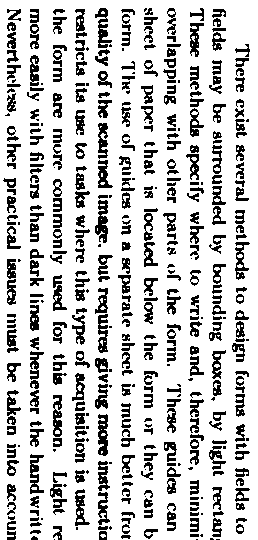 There exist several methods to design forms with fields to
fields may be surrounded by bounding boxes, by light rectang
These methods specify where to write and, therefore, minimi
overlapping with other parts of the form. These guides can
sheet of paper that is located below the form or they can b
form. The use of guides on a separate sheet is much better fro
quality of the scanned image, but requires giving more instructio
restricts its use to tasks where this type of acquisition is used.
the form are more commonly used for this reason. Light re
more easily with filters than dark lines whenever the handwritte
Nevertheless, other practical issues must be taken into accoun